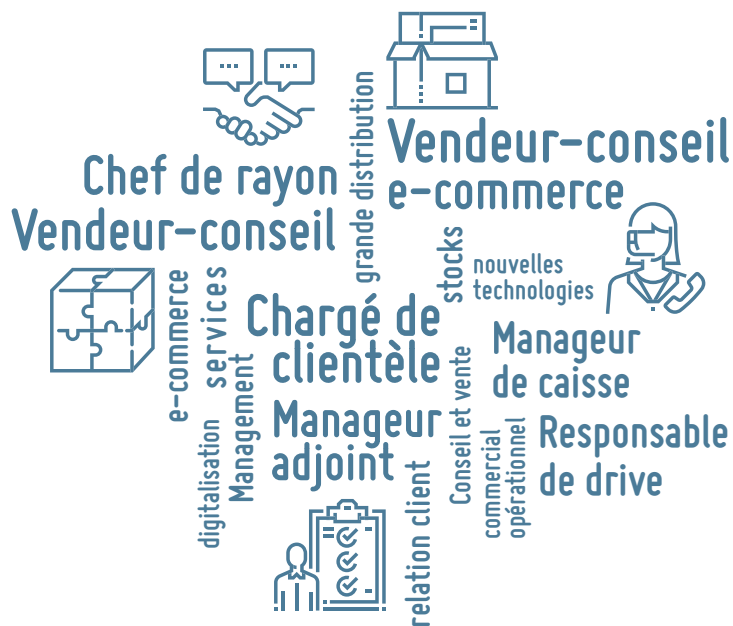 Vendeur-conseil
e-commerce
Chef de rayon
grande distribution
Vendeur-conseil
stocks
nouvelles
technologies
e-commerce
services
Chargé de
clientèle
Manageur
de caisse
Management
Conseil et vente
Manageur
adjoint
Responsable
de drive
digitalisation
commercial
opérationnel
relation client